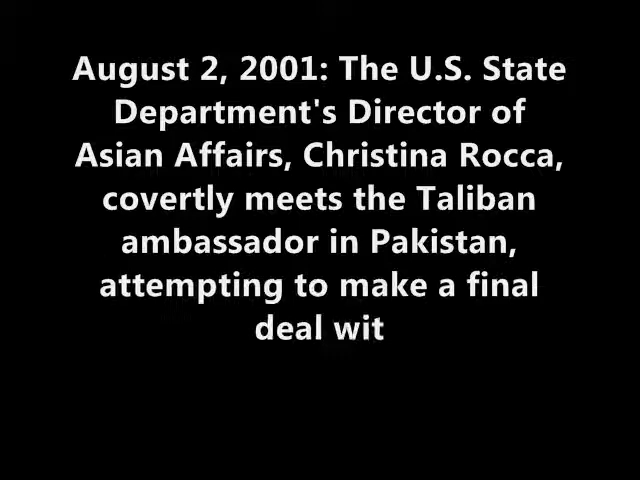 August 2, 2001: The U.S. State
Department's Director of
Asian Affairs, Christina Rocca,
covertly meets the Taliban
ambassador in Pakistan,
attempting to make a final
deal wit